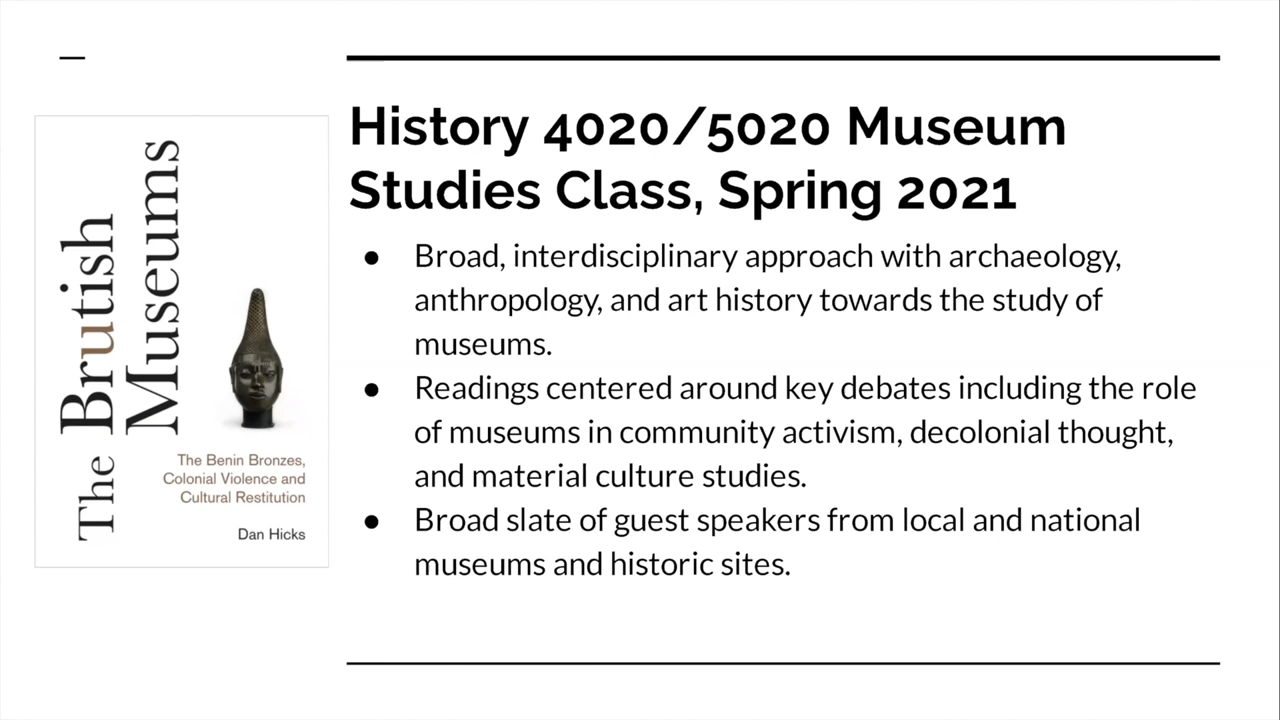 The Brutish
Museums
The Benin Bronzes,
Colonial Violence and
Cultural Restitution
Dan Hicks
History 4020/5020 Museum
Studies Class, Spring 2021
● Broad, interdisciplinary approach with archaeology,
anthropology, and art history towards the study of
museums.
● Readings centered around key debates including the role
of museums in community activism, decolonial thought,
and material culture studies.
● Broad slate of guest speakers from local and national
museums and historic sites.